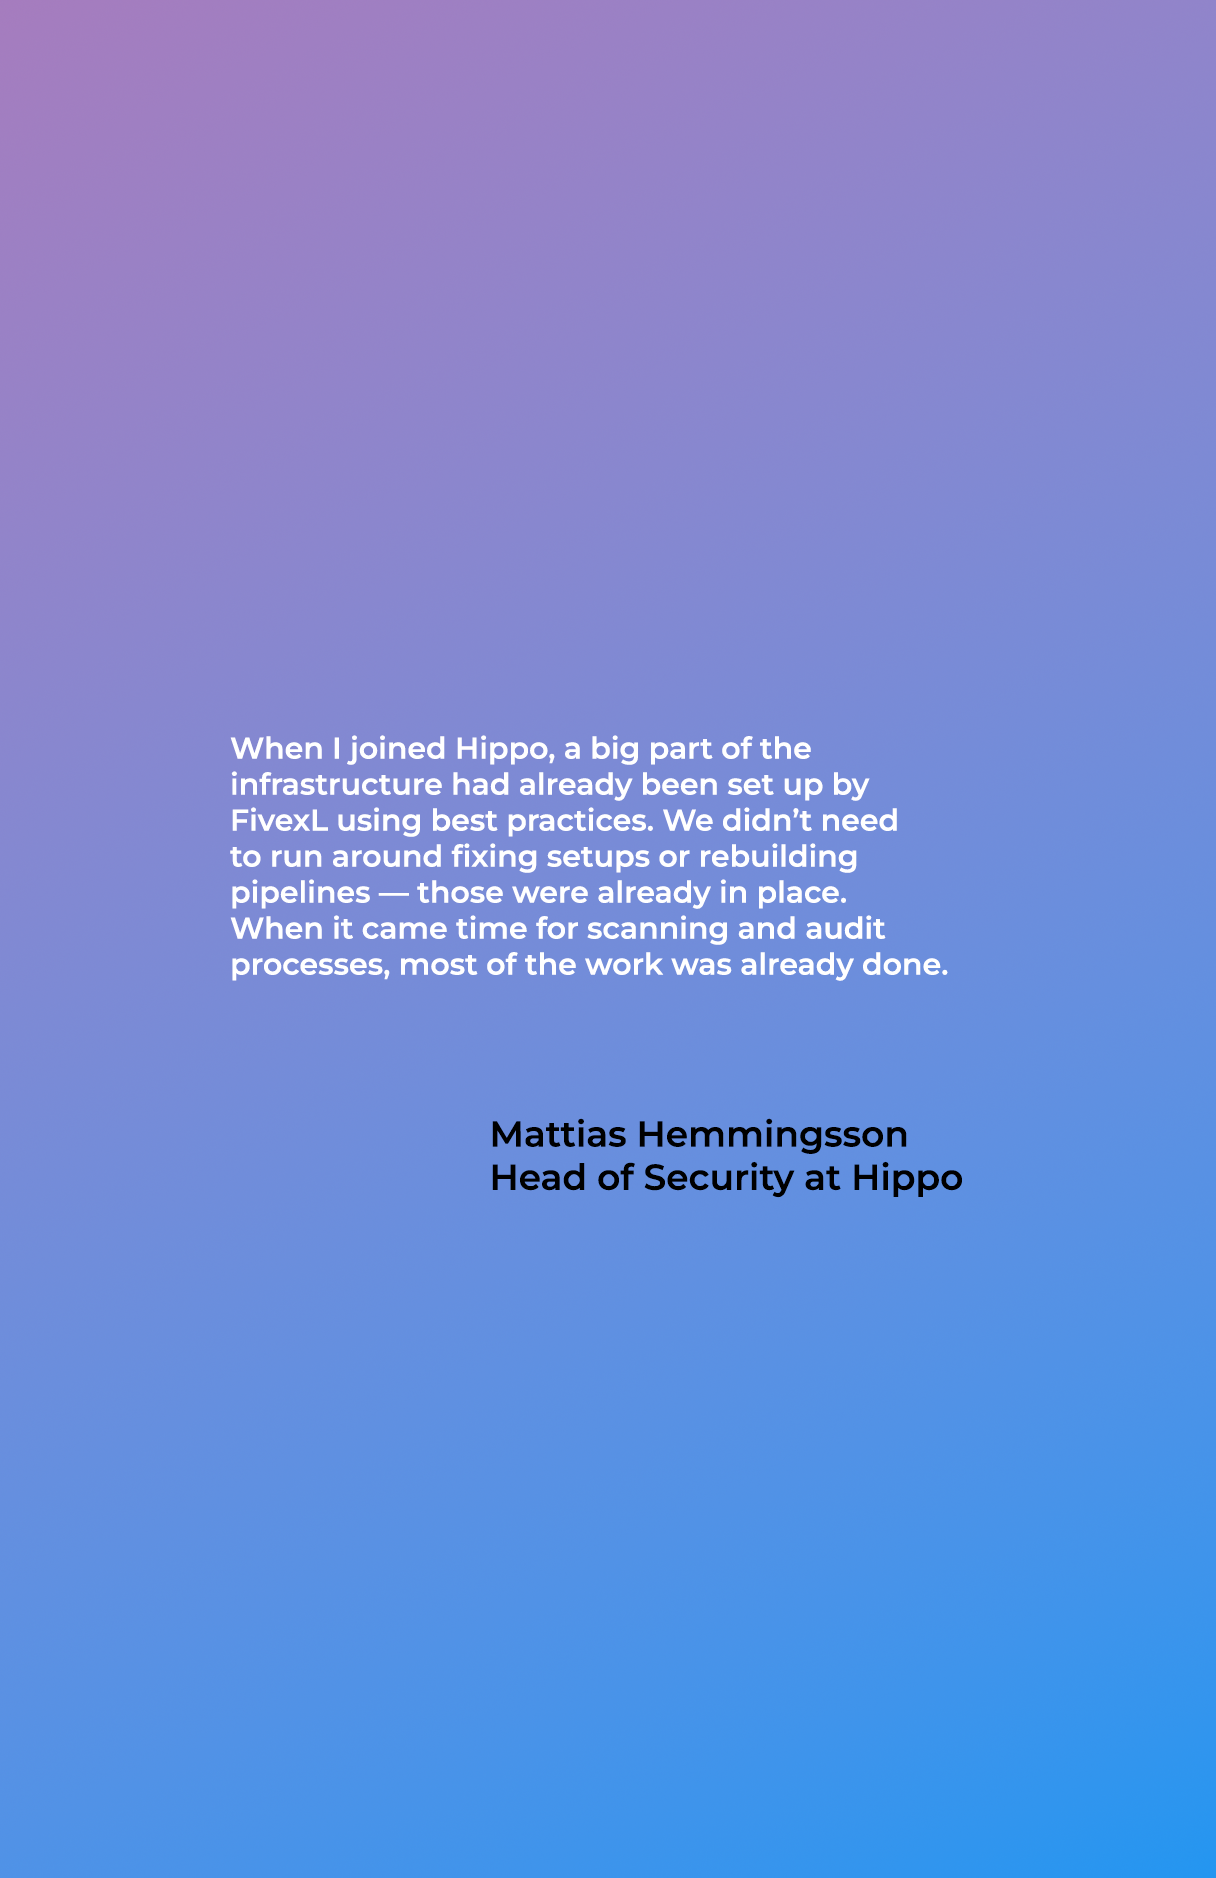 When I joined Hippo, a big part of the
infrastructure had already been set up by
FivexL using best practices. We didn’t need
to run around fixing setups or rebuilding
pipelines — those were already in place.
When it came time for scanning and audit
processes, most of the work was already done.
Mattias Hemmingsson
Head of Security at Hippo